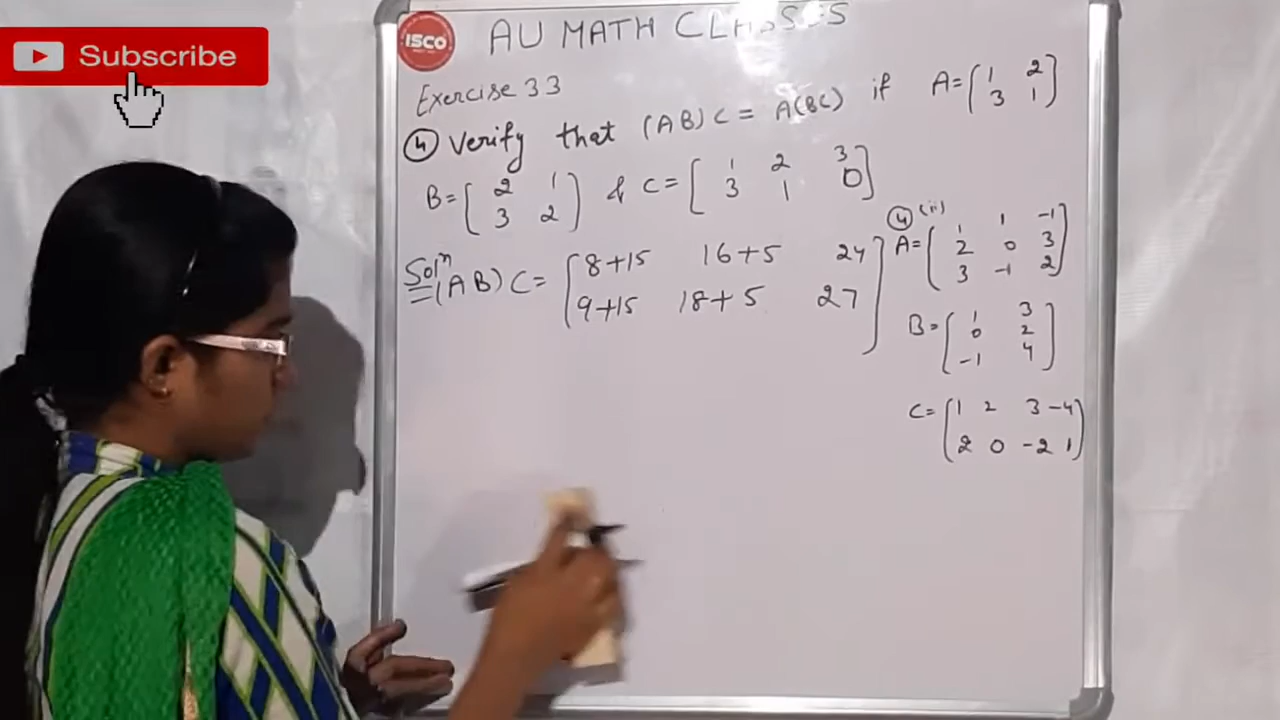 Subscribe
ISCO
AU MATH CLASSES
Exercise 33
④ Verify that (AB)C = A(BC) if A = [1 2
3 1]
B = [2 1
3 2] & C = [1 2 3
3 1 0]
Solⁿ
(AB)C = [8+15 16+5 24
9+15 18+5 27]
④ (ii)
A = [1 1 -1
2 0 3
3 -1 2]
B = [1 3
0 2
-1 4]
C = [1 2 3 -4
2 0 -2 1]